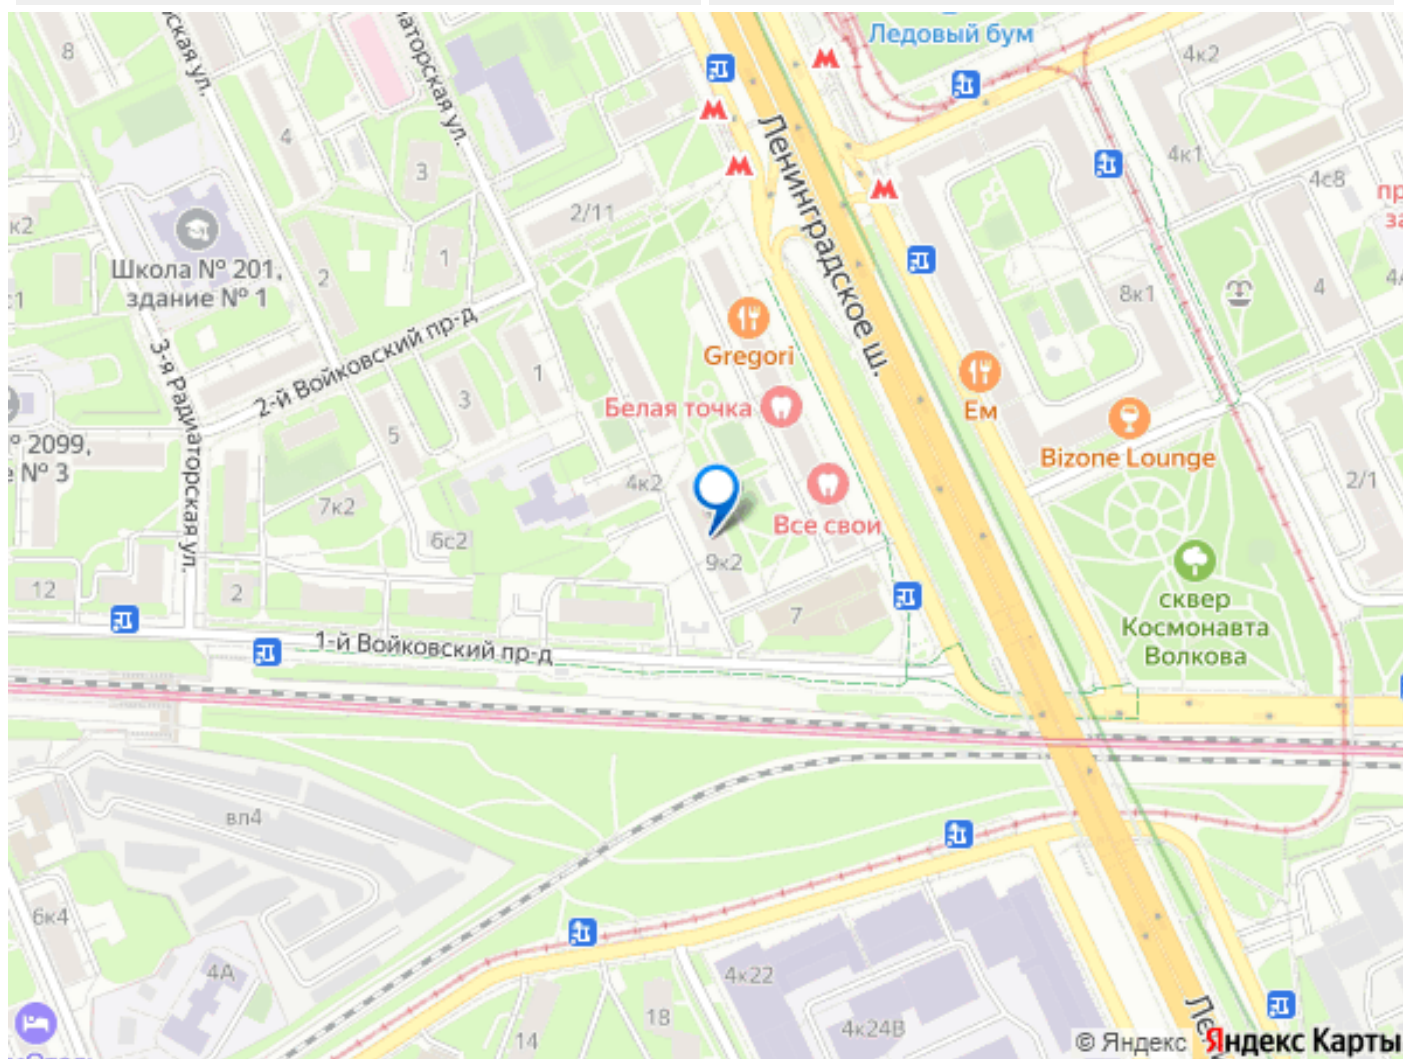 8
4
3
2/11
1
2
Школа № 201,
здание № 1
Ледовый бум
4к2
4к1
4с8
8к1
4
Ленинградское ш.
Gregori
Белая точка
Все свои
Ем
Bizone Lounge
2/1
сквер
Космонавта
Волкова
2-й Войковский пр-д
3-я Радиаторская ул.
1
3
5
№ 3
7к2
6с2
4к2
9к2
7
12
2
1-й Войковский пр-д
вл4
6к4
4А
14
18
4к22
4к24В
© Яндекс Яндекс Карты